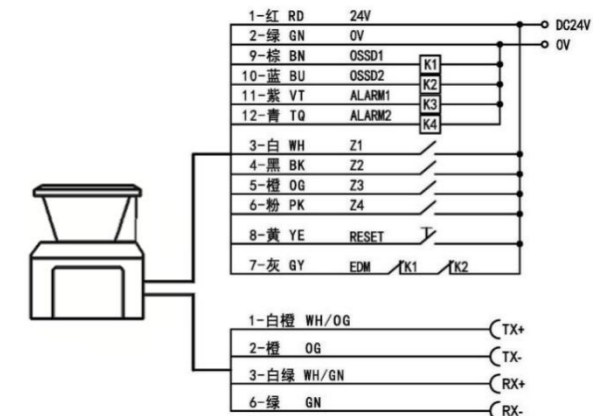 1-红 RD 24V
DC24V
2-绿 GN 0V
0V
9-棕 BN OSSD1 K1
10-蓝 BU OSSD2 K2
11-紫 VT ALARM1 K3
12-青 TQ ALARM2 K4
3-白 WH Z1
4-黑 BK Z2
5-橙 OG Z3
6-粉 PK Z4
8-黄 YE RESET
7-灰 GY EDM K1 K2
1-白橙 WH/OG TX+
2-橙 OG TX-
3-白绿 WH/GN RX+
6-绿 GN RX-